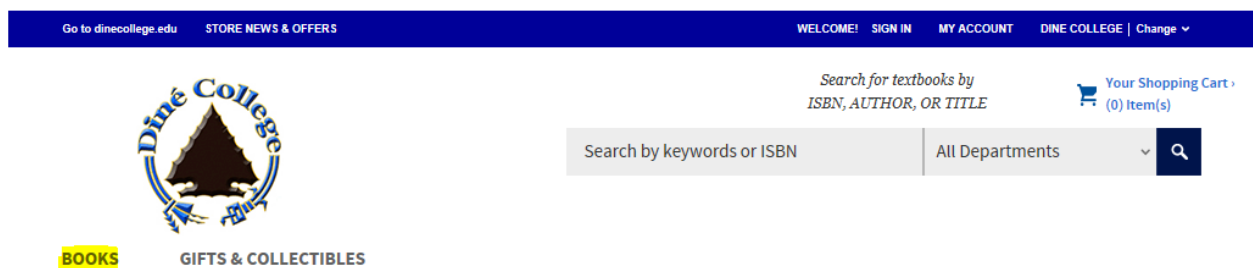 Go to dinecollege.edu STORE NEWS & OFFERS WELCOME! SIGN IN MY ACCOUNT DINE COLLEGE | Change
Diné College
Search for textbooks by
ISBN, AUTHOR, OR TITLE
Your Shopping Cart ›
(0) Item(s)
Search by keywords or ISBN All Departments
BOOKS GIFTS & COLLECTIBLES